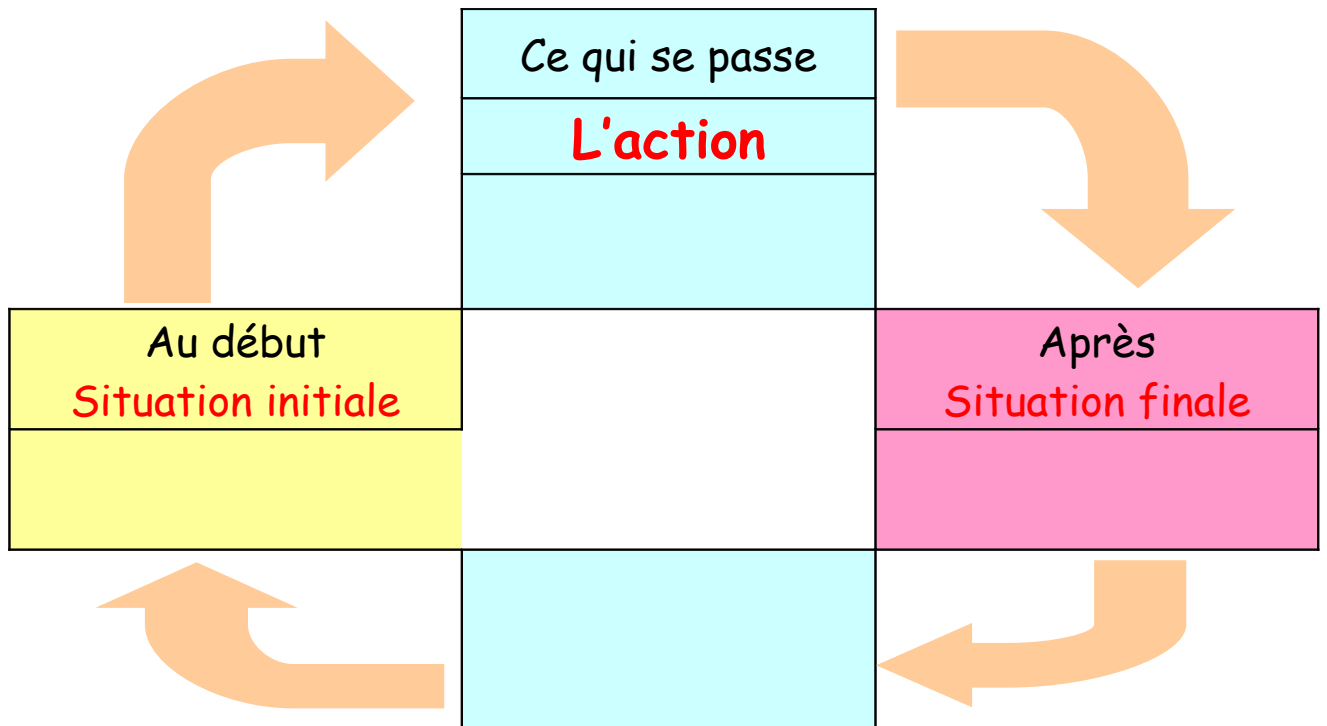 Ce qui se passe
L'action
Au début
Situation initiale
Après
Situation finale